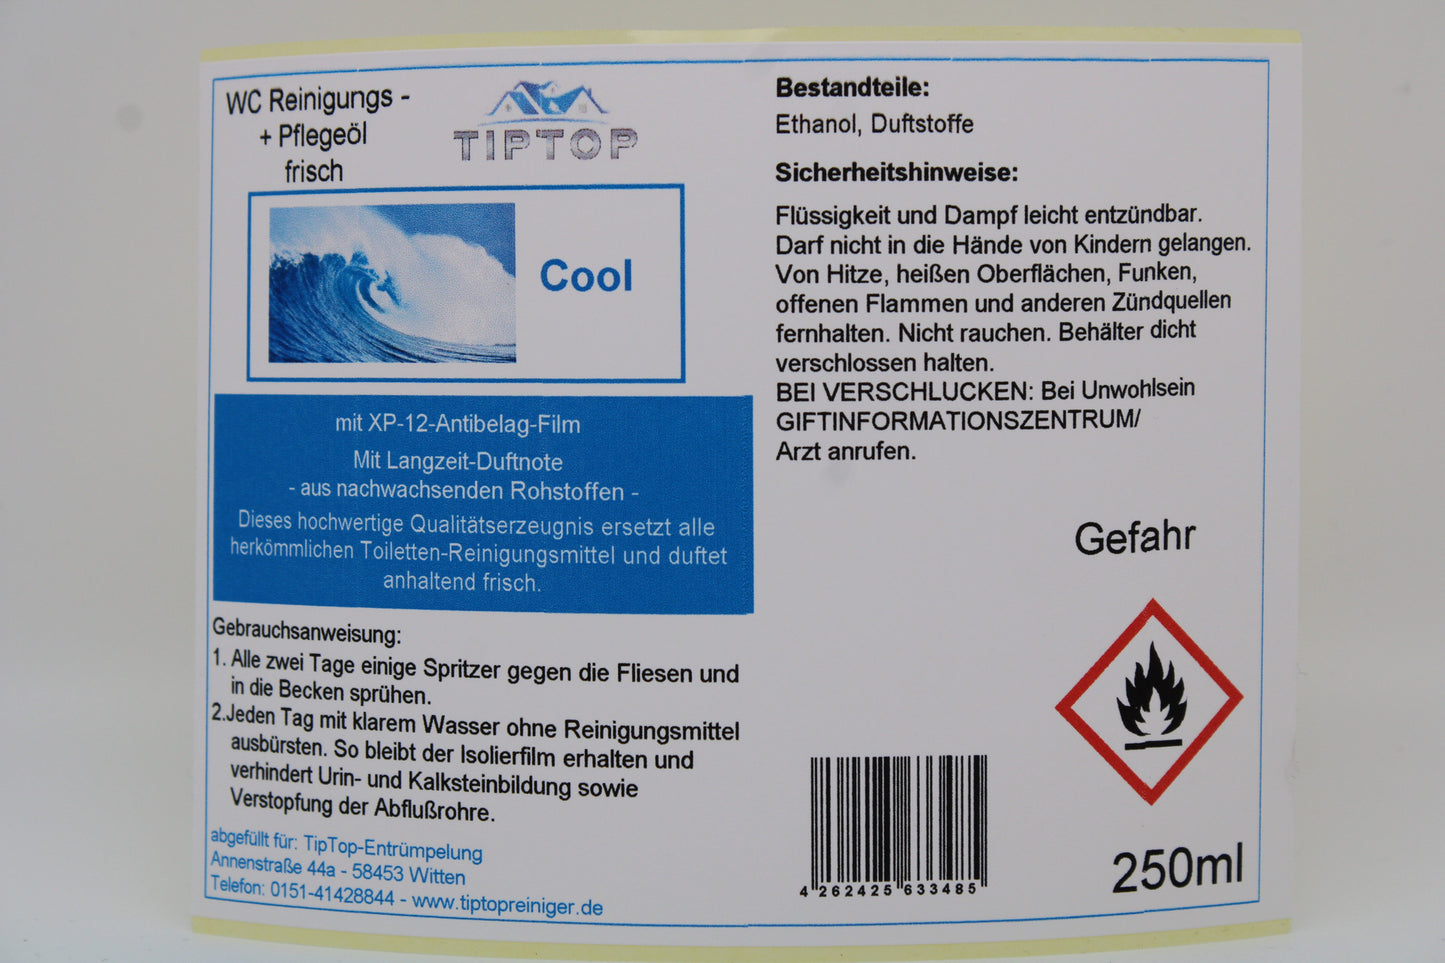 WC Reinigungs -
+ Pflegeöl
frisch
TIPTOP
Cool
mit XP-12-Antibelag-Film
Mit Langzeit-Duftnote
- aus nachwachsenden Rohstoffen -
Dieses hochwertige Qualitätserzeugnis ersetzt alle
herkömmlichen Toiletten-Reinigungsmittel und duftet
anhaltend frisch.
Gebrauchsanweisung:
1. Alle zwei Tage einige Spritzer gegen die Fliesen und
in die Becken sprühen.
2.Jeden Tag mit klarem Wasser ohne Reinigungsmittel
ausbürsten. So bleibt der Isolierfilm erhalten und
verhindert Urin- und Kalksteinbildung sowie
Verstopfung der Abflußrohre.
abgefüllt für: TipTop-Entrümpelung
Annenstraße 44a - 58453 Witten
Telefon: 0151-41428844 - www.tiptopreiniger.de
Bestandteile:
Ethanol, Duftstoffe
Sicherheitshinweise:
Flüssigkeit und Dampf leicht entzündbar.
Darf nicht in die Hände von Kindern gelangen.
Von Hitze, heißen Oberflächen, Funken,
offenen Flammen und anderen Zündquellen
fernhalten. Nicht rauchen. Behälter dicht
verschlossen halten.
BEI VERSCHLUCKEN: Bei Unwohlsein
GIFTINFORMATIONSZENTRUM/
Arzt anrufen.
Gefahr
4 262425 633485
250ml